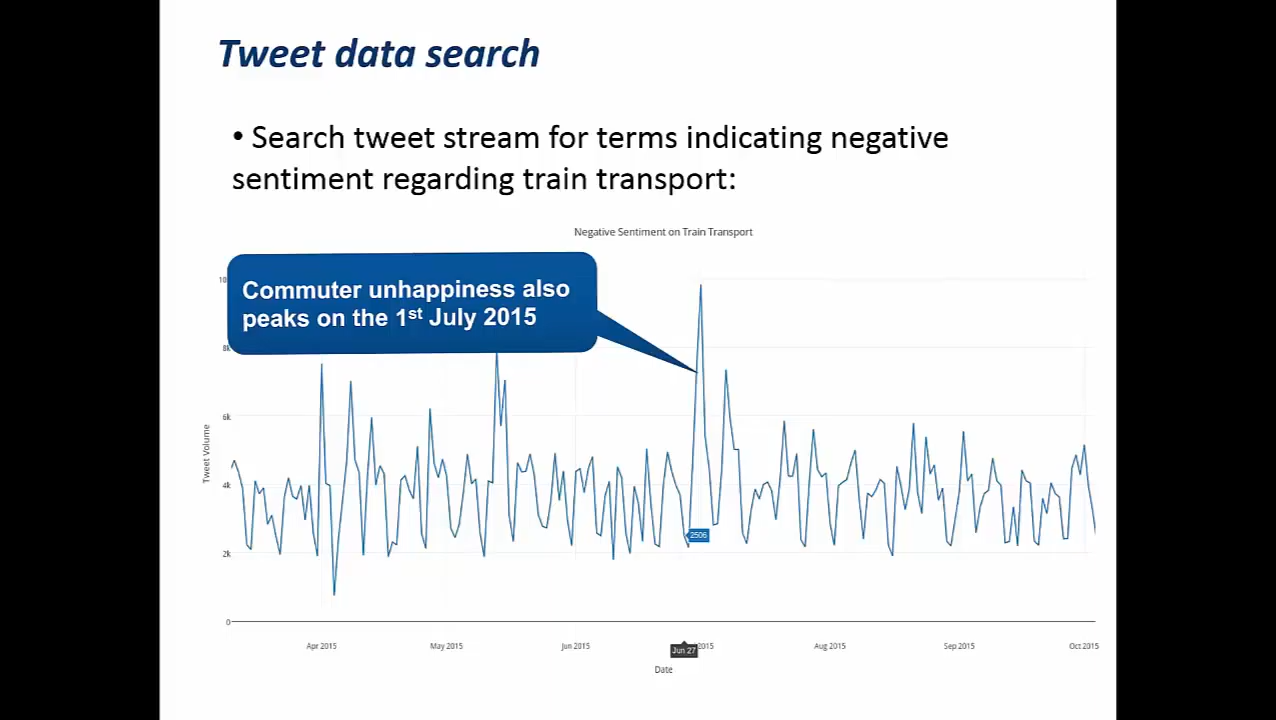 Tweet data search
• Search tweet stream for terms indicating negative
sentiment regarding train transport:
Negative Sentiment on Train Transport
Commuter unhappiness also
peaks on the 1st July 2015
10
8k
6k
4k
2k
0
Tweet Volume
2506
Apr 2015
May 2015
Jun 2015
Jun 27
2015
Aug 2015
Sep 2015
Oct 2015
Date